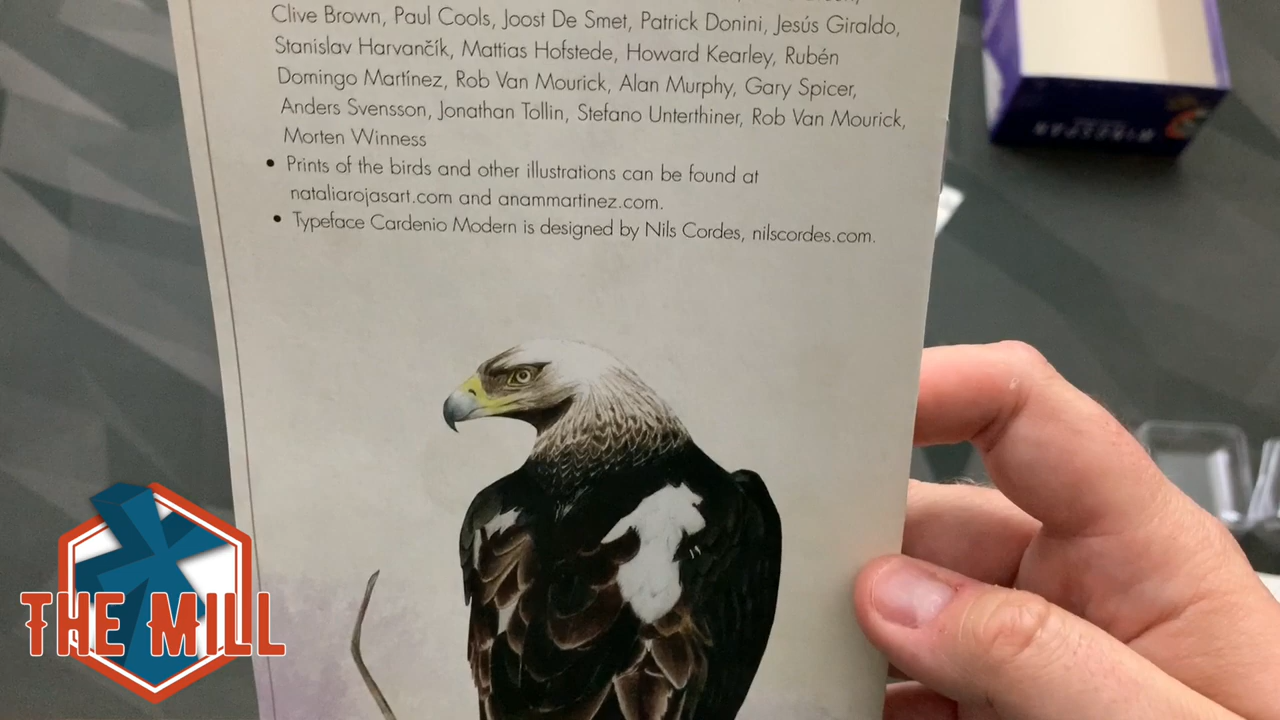 Clive Brown, Paul Cools, Joost De Smet, Patrick Donini, Jesús Giraldo,
Stanislav Harvančík, Mattias Hofstede, Howard Kearley, Rubén
Domingo Martínez, Rob Van Mourick, Alan Murphy, Gary Spicer,
Anders Svensson, Jonathan Tollin, Stefano Unterthiner, Rob Van Mourick,
Morten Winness
• Prints of the birds and other illustrations can be found at
nataliarojasart.com and anammartinez.com.
• Typeface Cardenio Modern is designed by Nils Cordes, nilscordes.com.
WINGSPAN
THE MILL